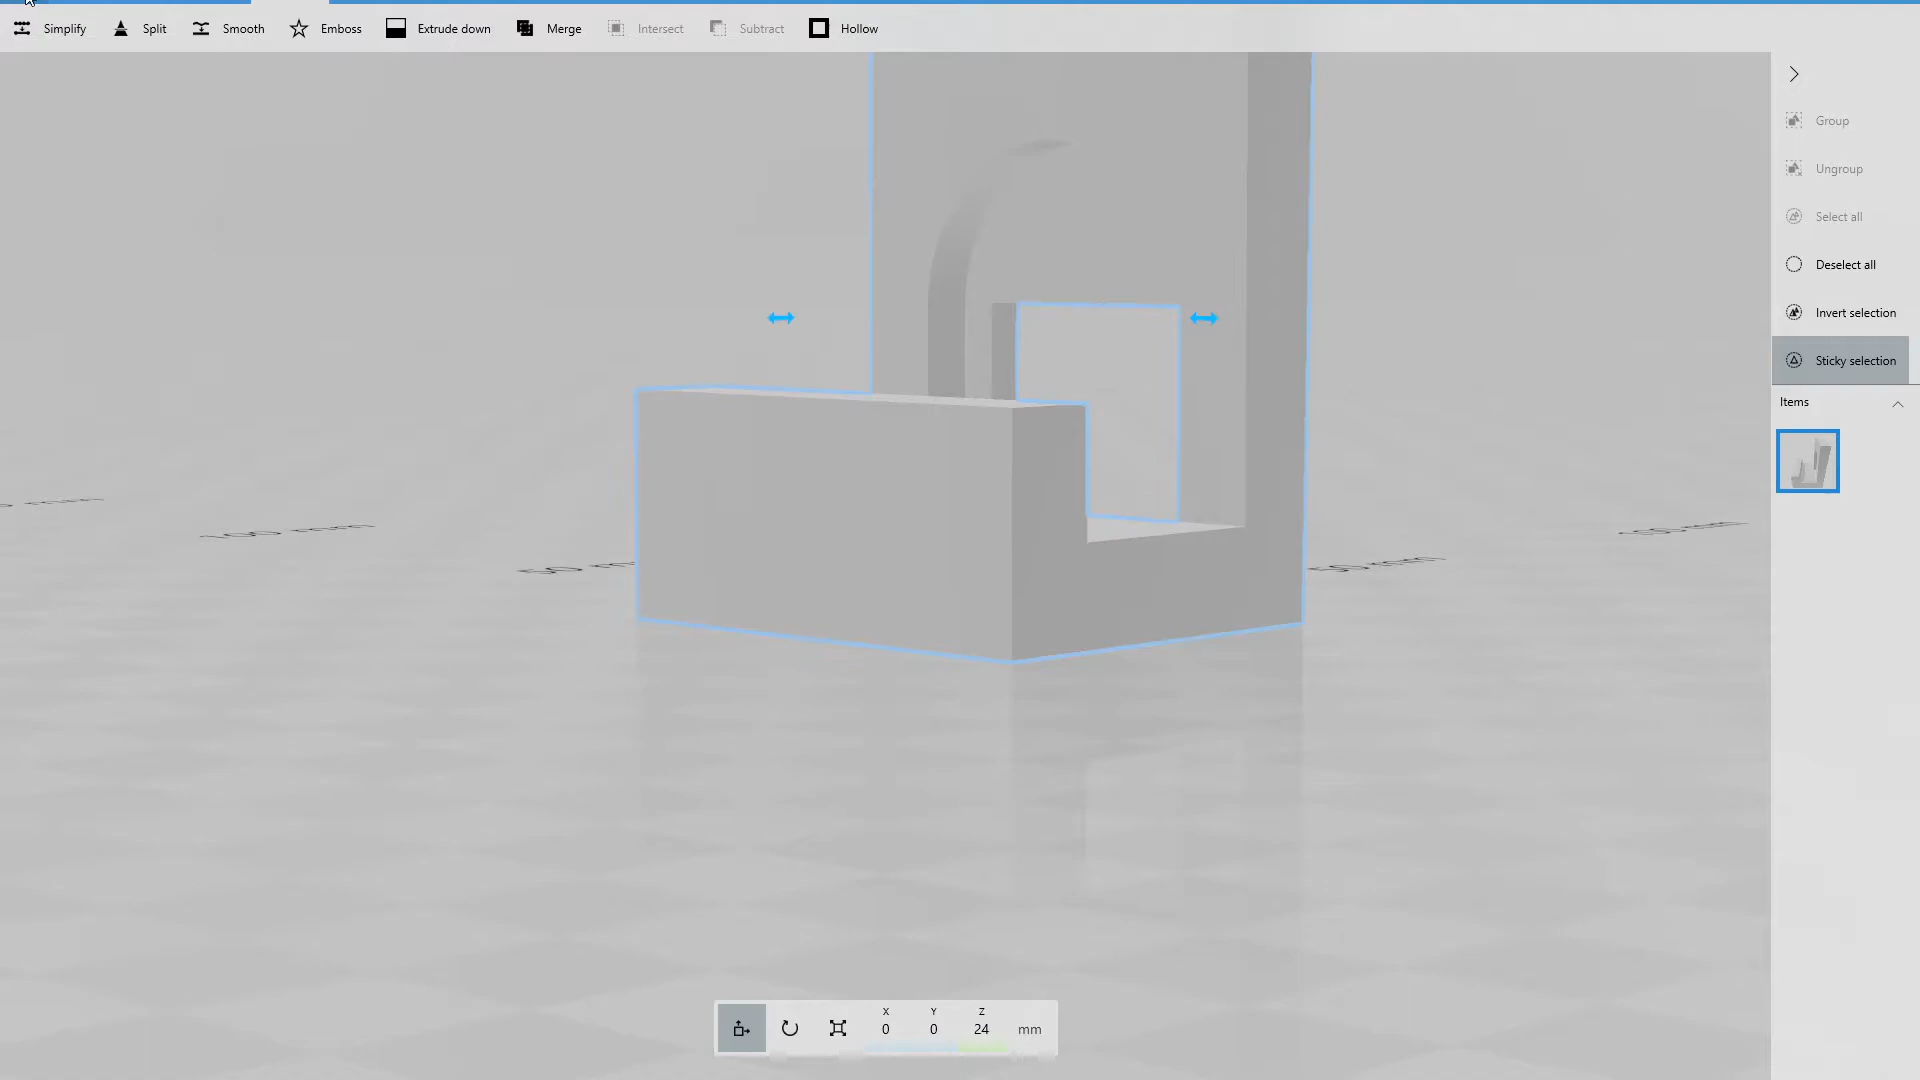 Simplify Split Smooth Emboss Extrude down Merge Intersect Subtract Hollow
Group
Ungroup
Select all
Deselect all
Invert selection
Sticky selection
Items
X Y Z
0 0 24 mm